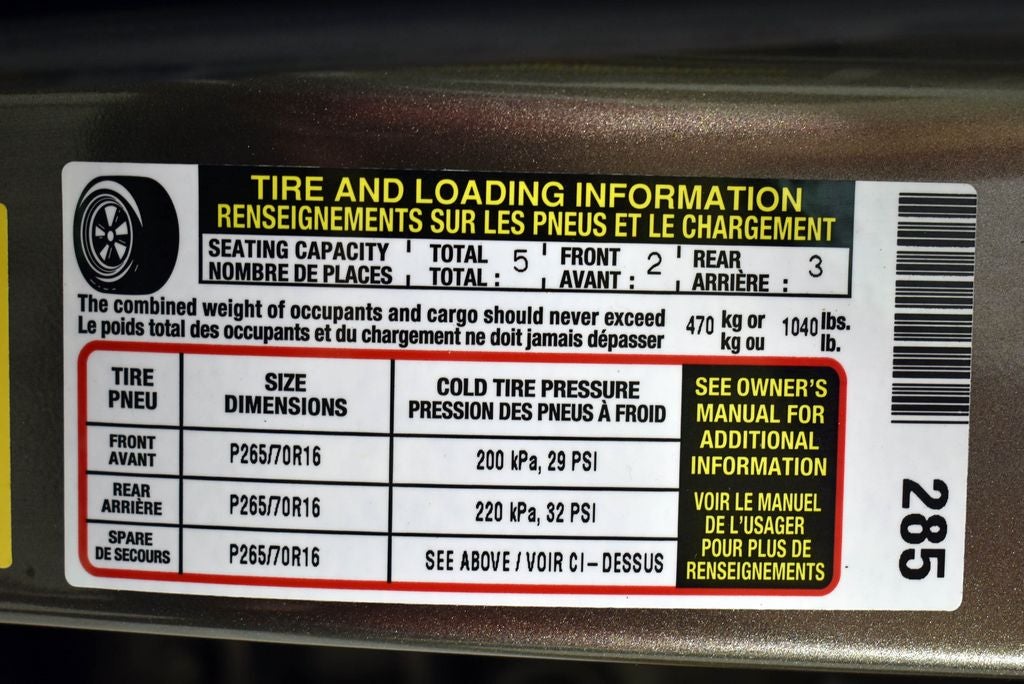 TIRE AND LOADING INFORMATION
RENSEIGNEMENTS SUR LES PNEUS ET LE CHARGEMENT
SEATING CAPACITY TOTAL 5 FRONT 2 REAR 3
NOMBRE DE PLACES TOTAL : AVANT : ARRIÈRE :
The combined weight of occupants and cargo should never exceed 470 kg or 1040 lbs.
Le poids total des occupants et du chargement ne doit jamais dépasser kg ou lb.
TIRE
PNEU
SIZE
DIMENSIONS
COLD TIRE PRESSURE
PRESSION DES PNEUS À FROID
FRONT
AVANT
P265/70R16
200 kPa, 29 PSI
REAR
ARRIÈRE
P265/70R16
220 kPa, 32 PSI
SPARE
DE SECOURS
P265/70R16
SEE ABOVE / VOIR CI-DESSUS
SEE OWNER'S
MANUAL FOR
ADDITIONAL
INFORMATION
VOIR LE MANUEL
DE L'USAGER
POUR PLUS DE
RENSEIGNEMENTS
285